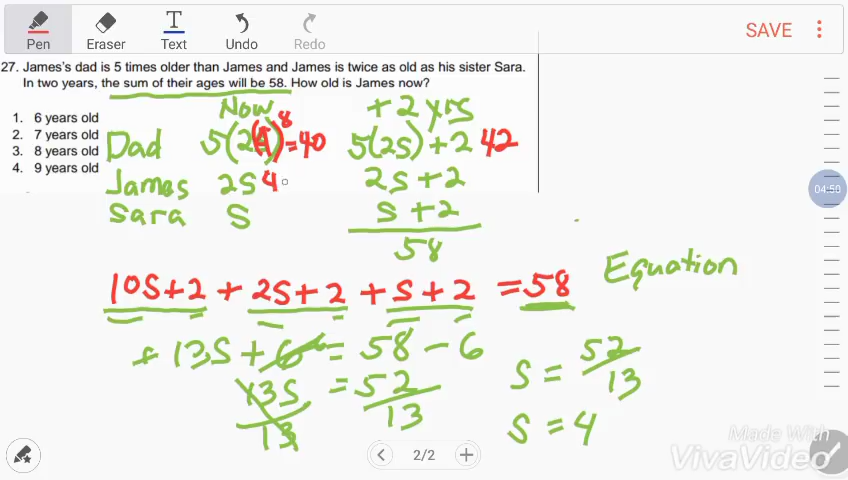 Pen Eraser Text Undo Redo SAVE
27. James's dad is 5 times older than James and James is twice as old as his sister Sara.
In two years, the sum of their ages will be 58. How old is James now?
Now +2 yrs
1. 6 years old
2. 7 years old
3. 8 years old
4. 9 years old
Dad 5(2(4) 8 = 40 5(2S) + 2 42
James 2S 4 2S + 2
Sara S S + 2
58
04:50
10S + 2 + 2S + 2 + S + 2 = 58 Equation
13S + 6 = 58 - 6
13S = 52
13 13
S = 52
13
S = 4
2/2
Made With
VivaVideo